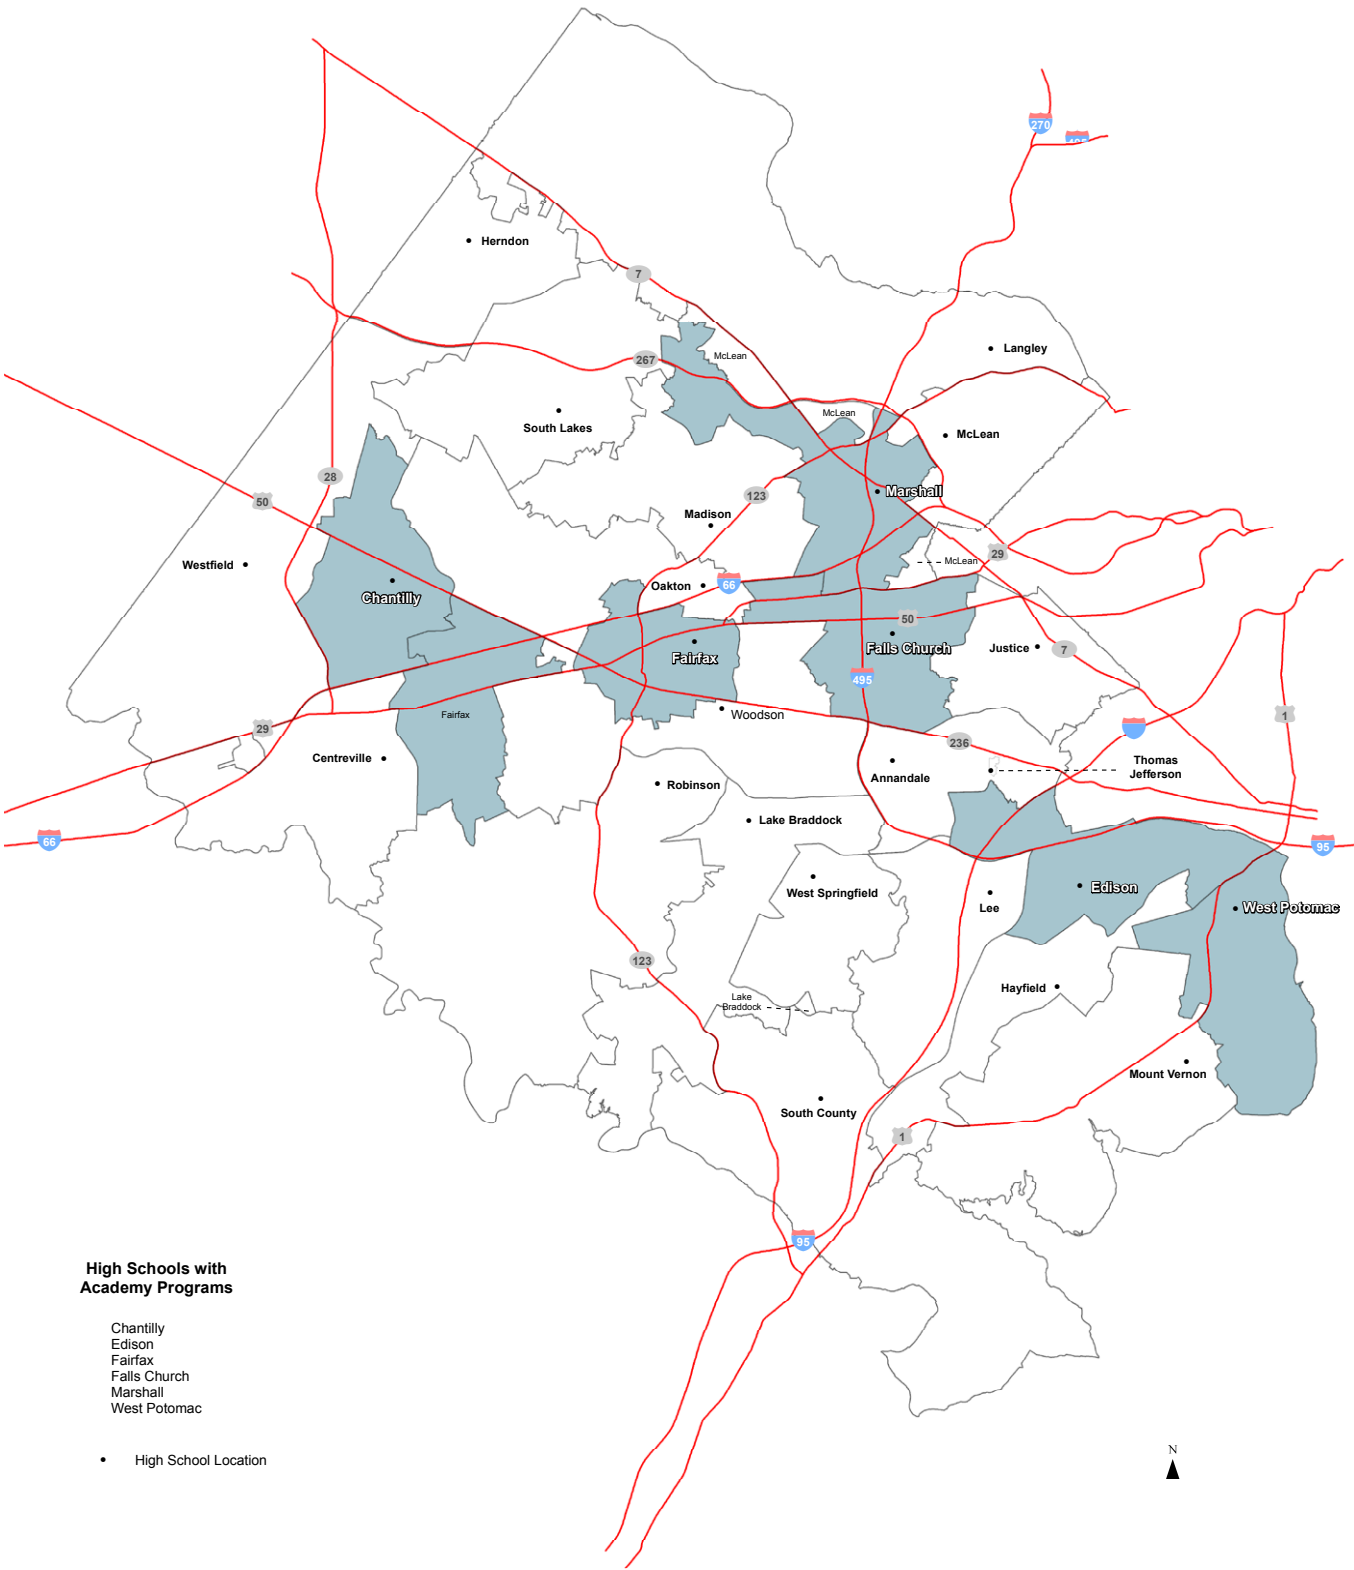 270
Herndon
7
Langley
McLean
267
McLean
South Lakes
McLean
28
50
123
Marshall
Madison
29
McLean
Westfield
Oakton
66
Chantilly
50
Falls Church
Justice
7
Fairfax
495
Fairfax
Woodson
1
29
236
Centreville
Annandale
Thomas
Jefferson
Robinson
Lake Braddock
66
95
West Springfield
Edison
Lee
West Potomac
123
Hayfield
Lake
Braddock
Mount Vernon
South County
1
95
High Schools with
Academy Programs
Chantilly
Edison
Fairfax
Falls Church
Marshall
West Potomac
High School Location
N